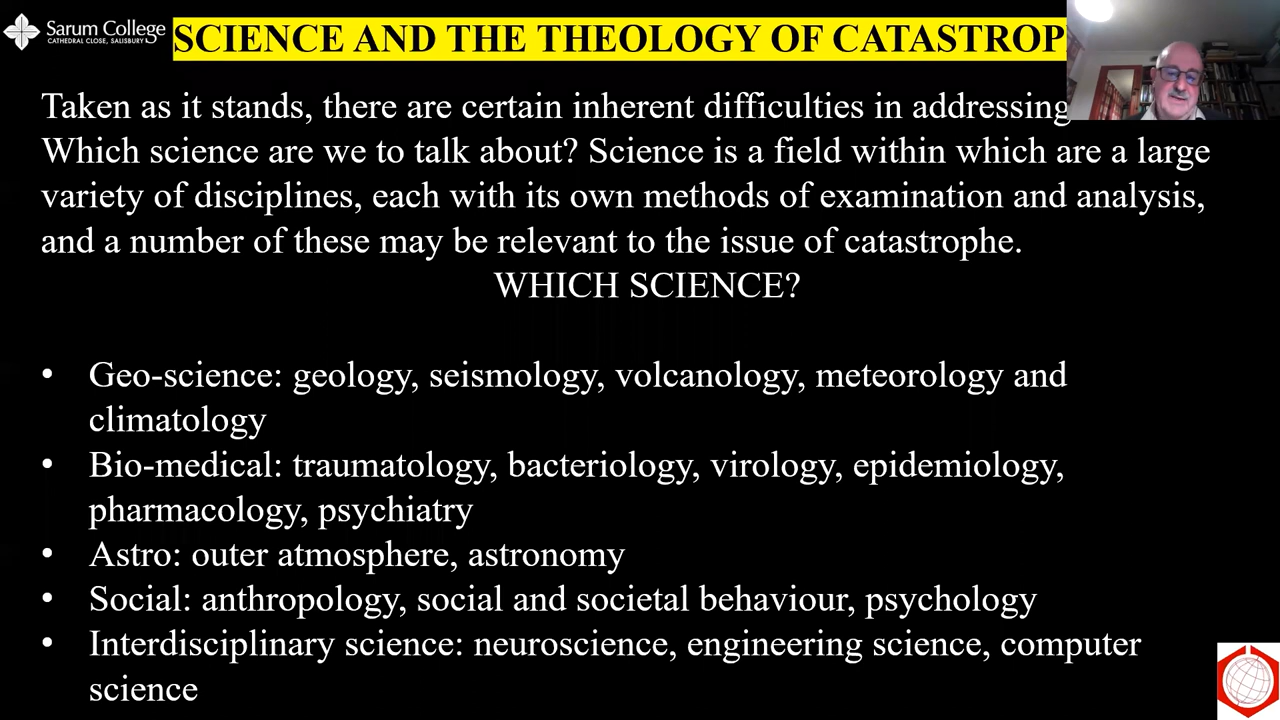 Sarum College
CATHEDRAL CLOSE, SALISBURY
SCIENCE AND THE THEOLOGY OF CATASTROP
Taken as it stands, there are certain inherent difficulties in addressing
Which science are we to talk about? Science is a field within which are a large
variety of disciplines, each with its own methods of examination and analysis,
and a number of these may be relevant to the issue of catastrophe.
WHICH SCIENCE?
• Geo-science: geology, seismology, volcanology, meteorology and
climatology
• Bio-medical: traumatology, bacteriology, virology, epidemiology,
pharmacology, psychiatry
• Astro: outer atmosphere, astronomy
• Social: anthropology, social and societal behaviour, psychology
• Interdisciplinary science: neuroscience, engineering science, computer
science